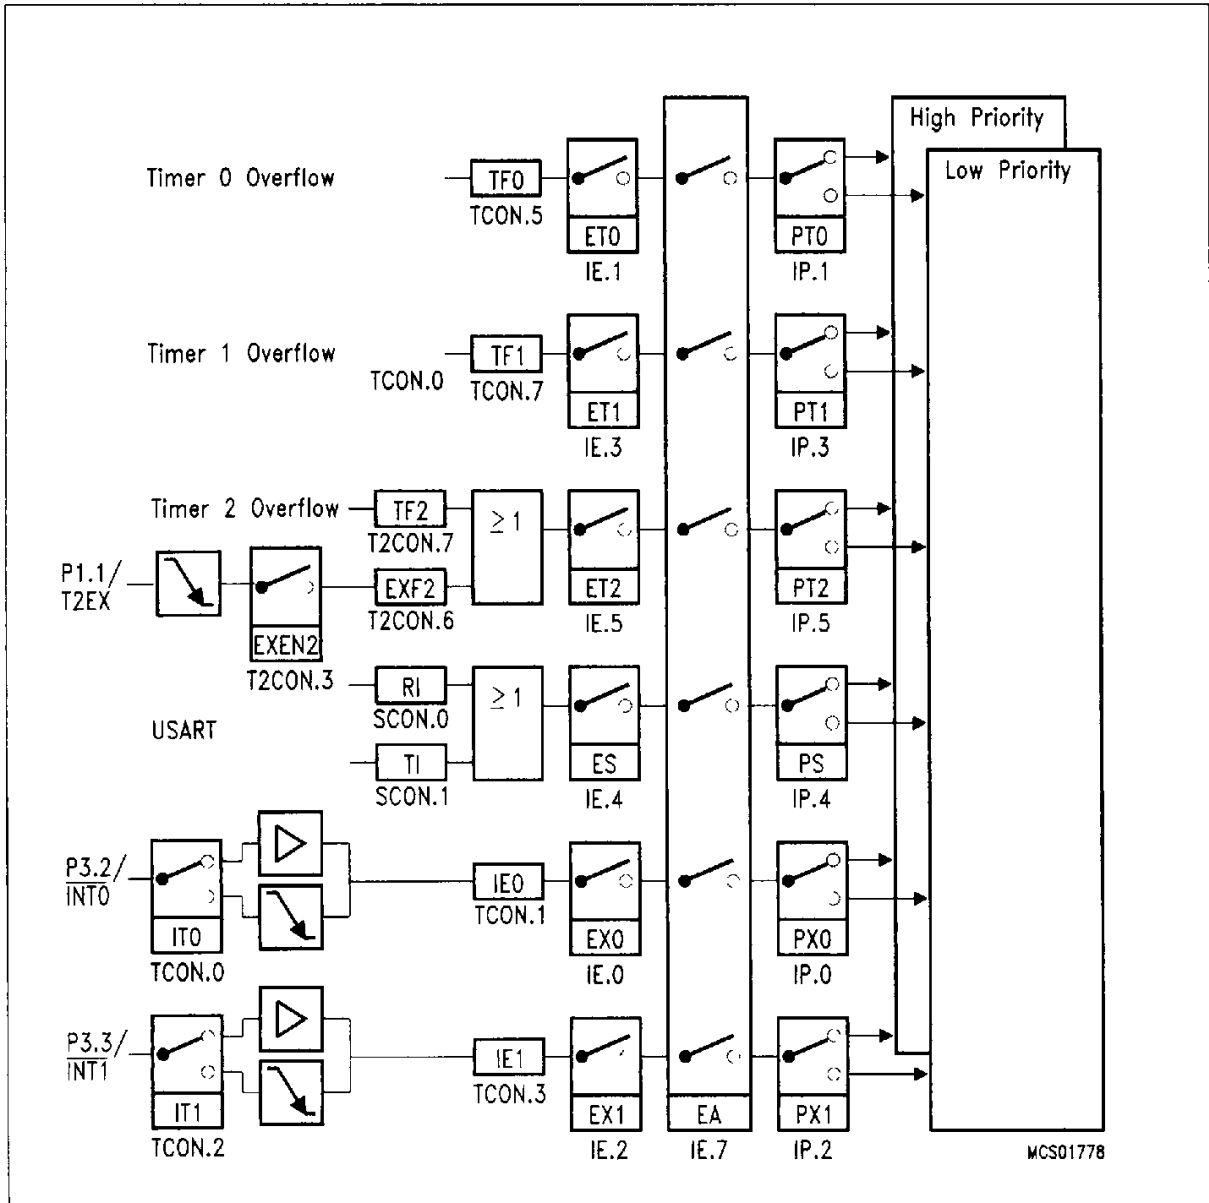 High Priority
Low Priority
Timer 0 Overflow
TF0
TCON.5
ET0
IE.1
PT0
IP.1
Timer 1 Overflow
TCON.0
TF1
TCON.7
ET1
IE.3
PT1
IP.3
Timer 2 Overflow
TF2
T2CON.7
≥1
P1.1/
T2EX
EXEN2
T2CON.3
EXF2
T2CON.6
ET2
IE.5
PT2
IP.5
USART
RI
SCON.0
TI
SCON.1
≥1
ES
IE.4
PS
IP.4
P3.2/
INT0
IT0
TCON.0
IE0
TCON.1
EX0
IE.0
PX0
IP.0
P3.3/
INT1
IT1
TCON.2
IE1
TCON.3
EX1
IE.2
EA
IE.7
PX1
IP.2
MCS01778